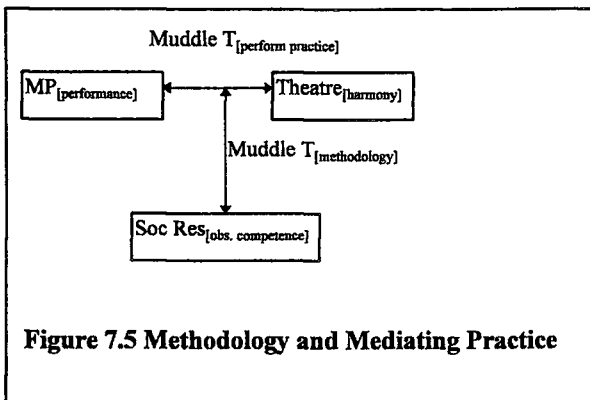 Muddle T[perform practice]
MP[performance]
Theatre[harmony]
Muddle T[methodology]
Soc Res[obs. competence]
Figure 7.5 Methodology and Mediating Practice